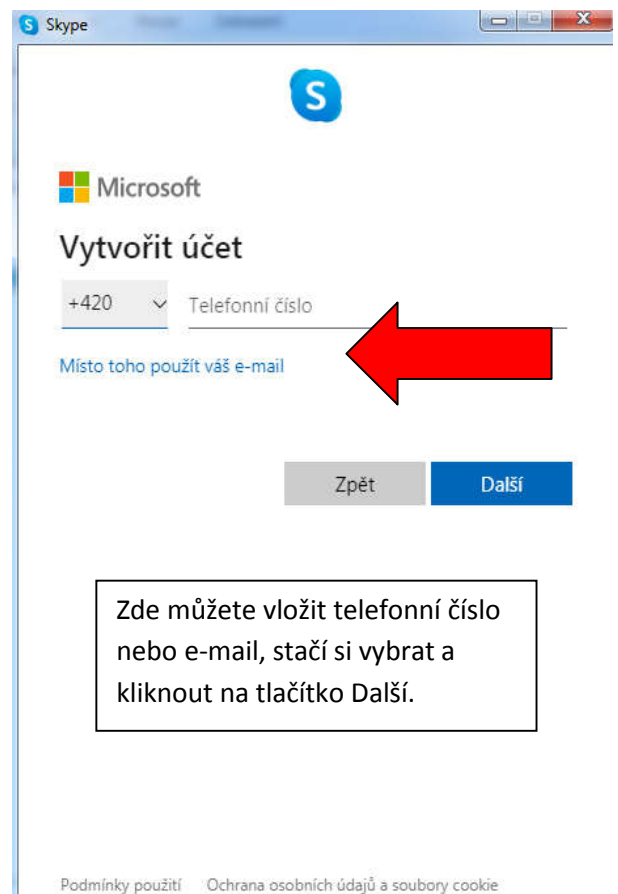 Skype
S
Microsoft
Vytvořit účet
+420 Telefonní číslo
Místo toho použít váš e-mail
Zpět Další
Zde můžete vložit telefonní číslo
nebo e-mail, stačí si vybrat a
kliknout na tlačítko Další.
Podmínky použití Ochrana osobních údajů a soubory cookie